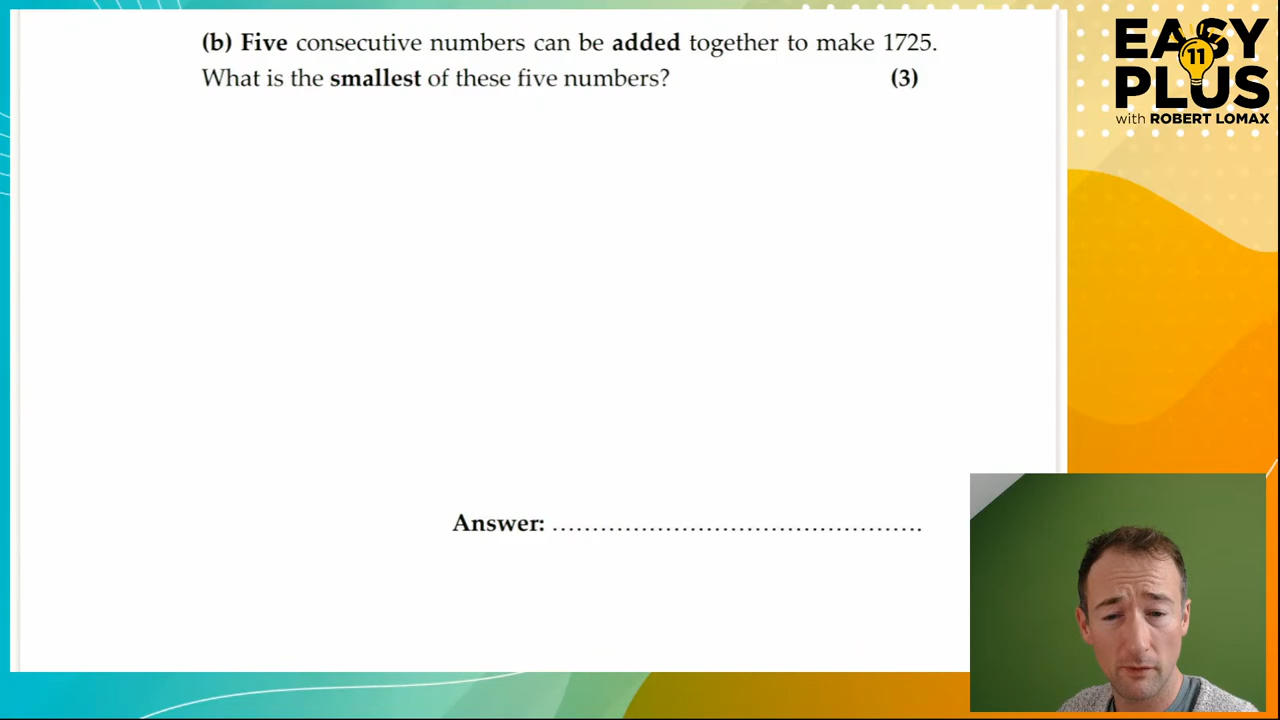 (b) Five consecutive numbers can be added together to make 1725.
What is the smallest of these five numbers? (3)
Answer: ................................................
EASY
11
PLUS
with ROBERT LOMAX